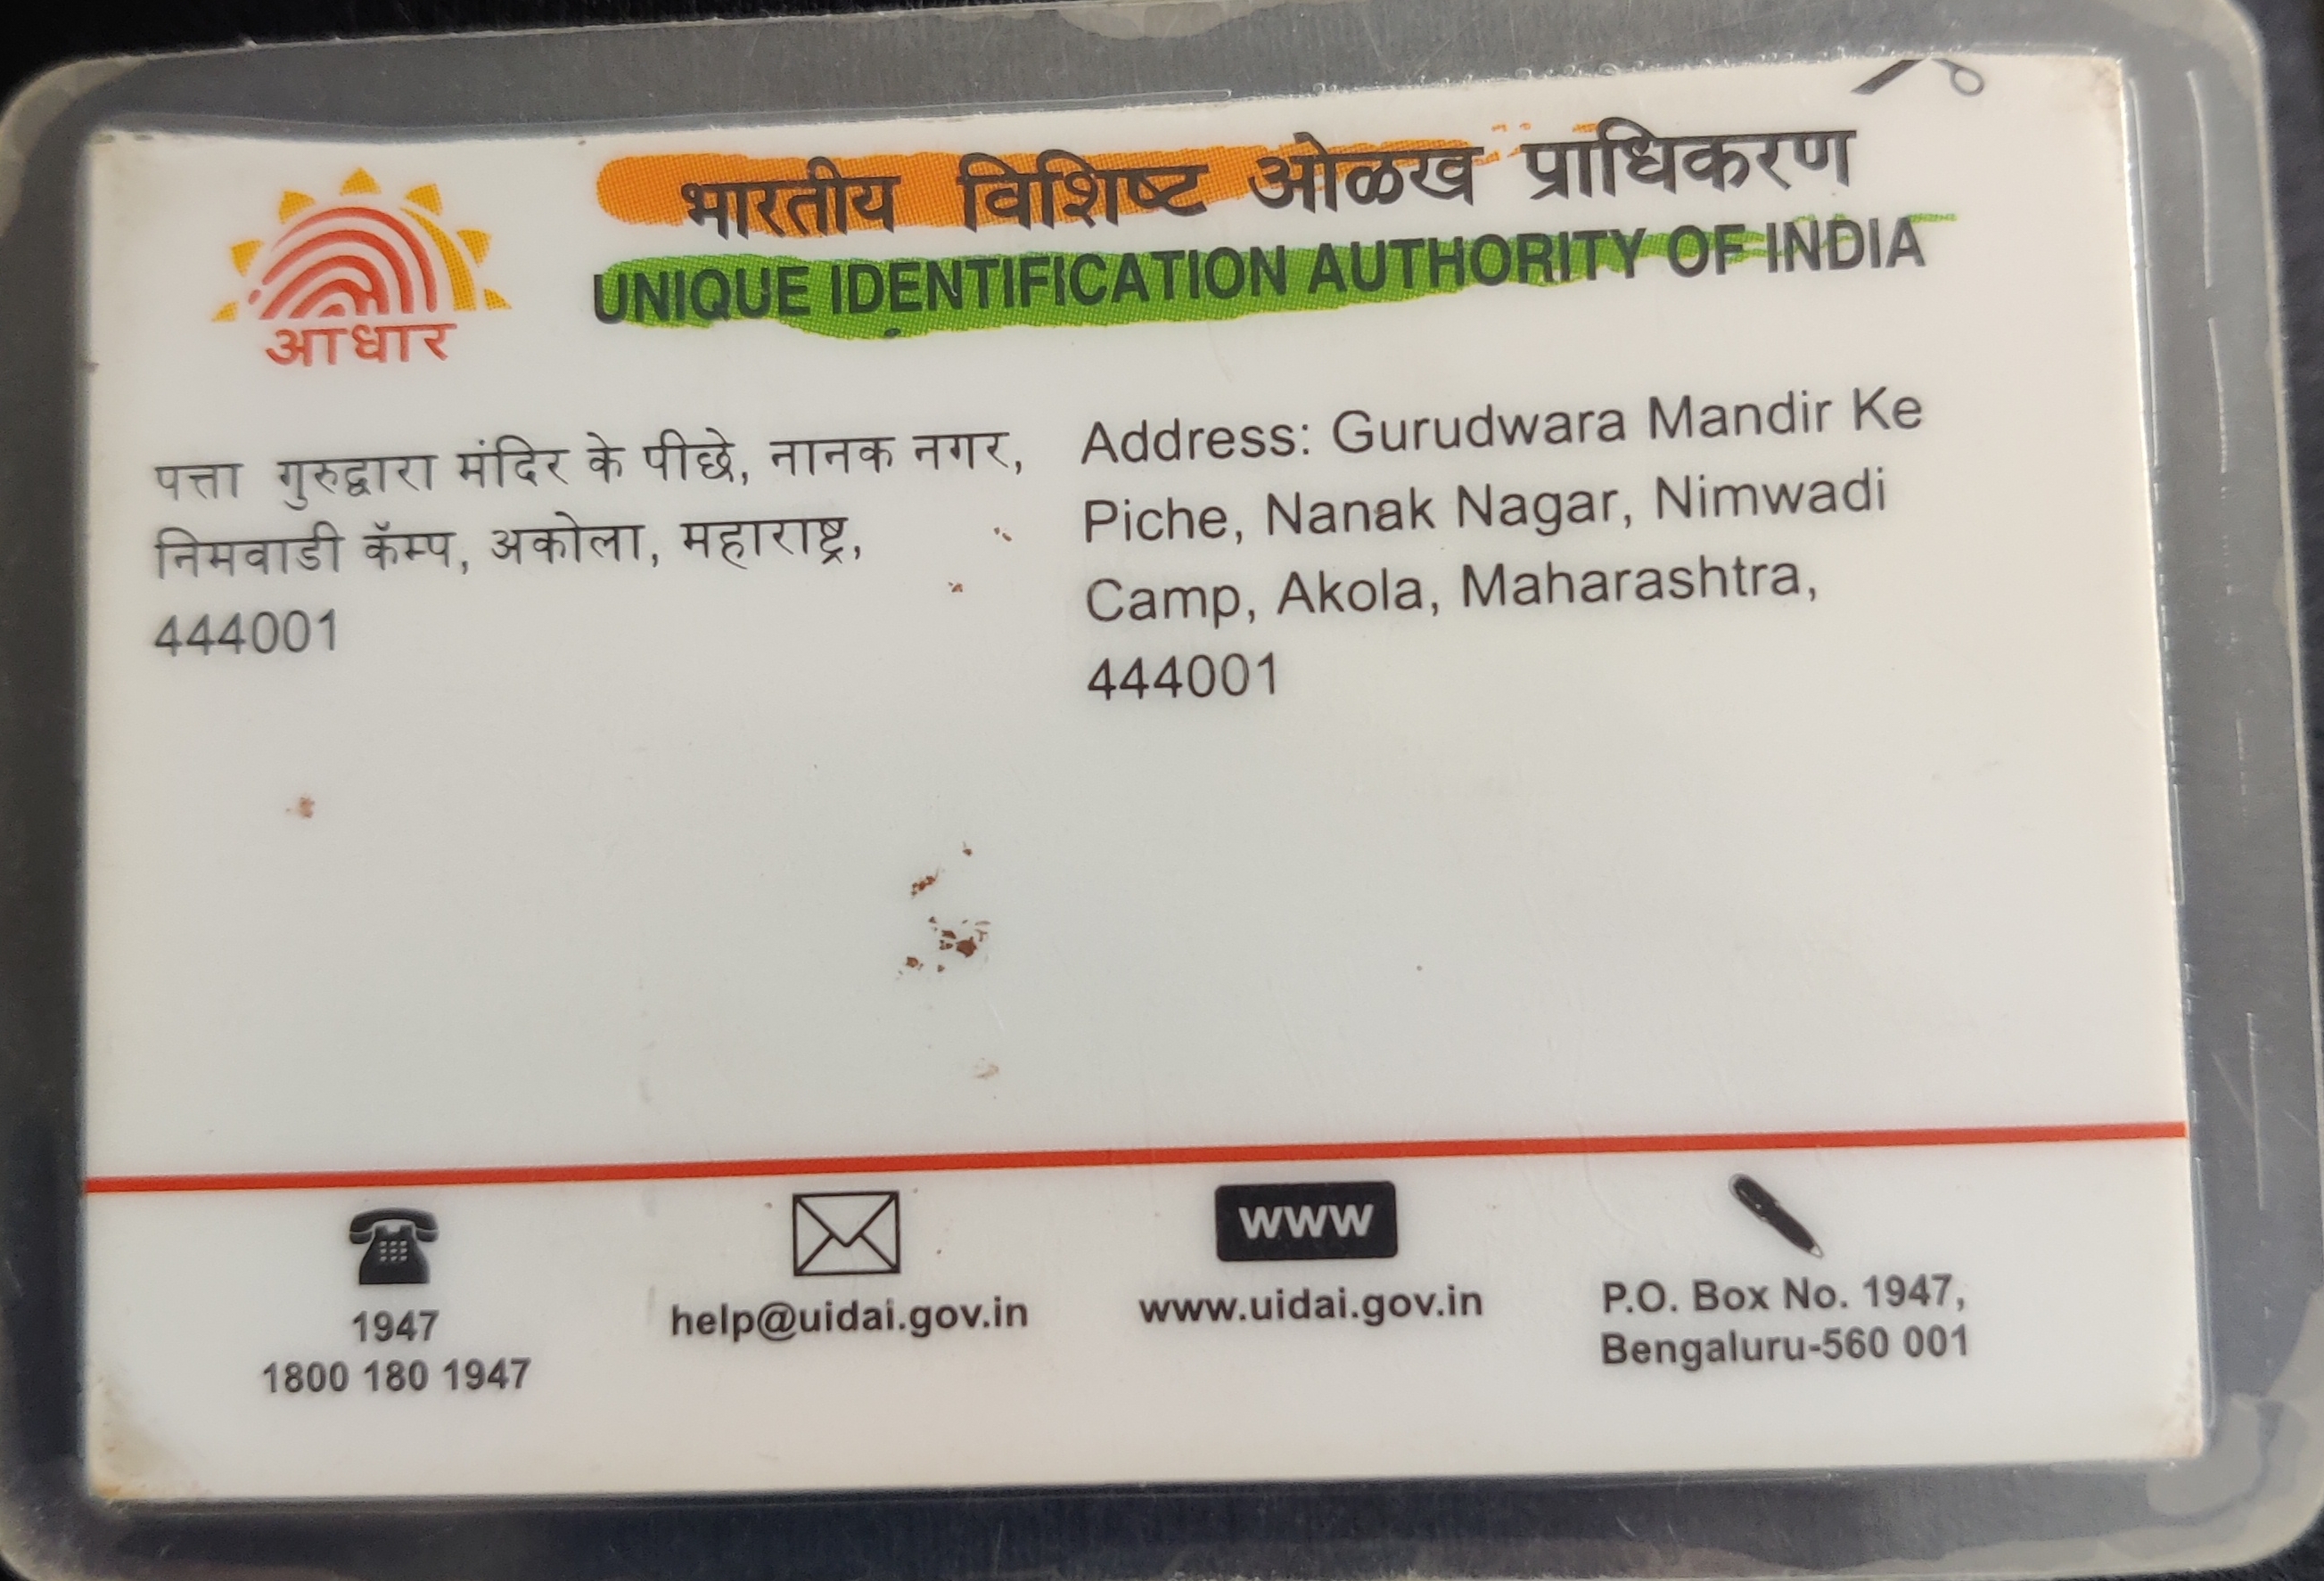 भारतीय विशिष्ट ओळख प्राधिकरण
UNIQUE IDENTIFICATION AUTHORITY OF INDIA
आधार
पत्ता गुरुद्वारा मंदिर के पीछे, नानक नगर,
निमवाडी कॅम्प, अकोला, महाराष्ट्र,
444001
Address: Gurudwara Mandir Ke
Piche, Nanak Nagar, Nimwadi
Camp, Akola, Maharashtra,
444001
1947
1800 180 1947
help@uidai.gov.in
WWW
www.uidai.gov.in
P.O. Box No. 1947,
Bengaluru-560 001